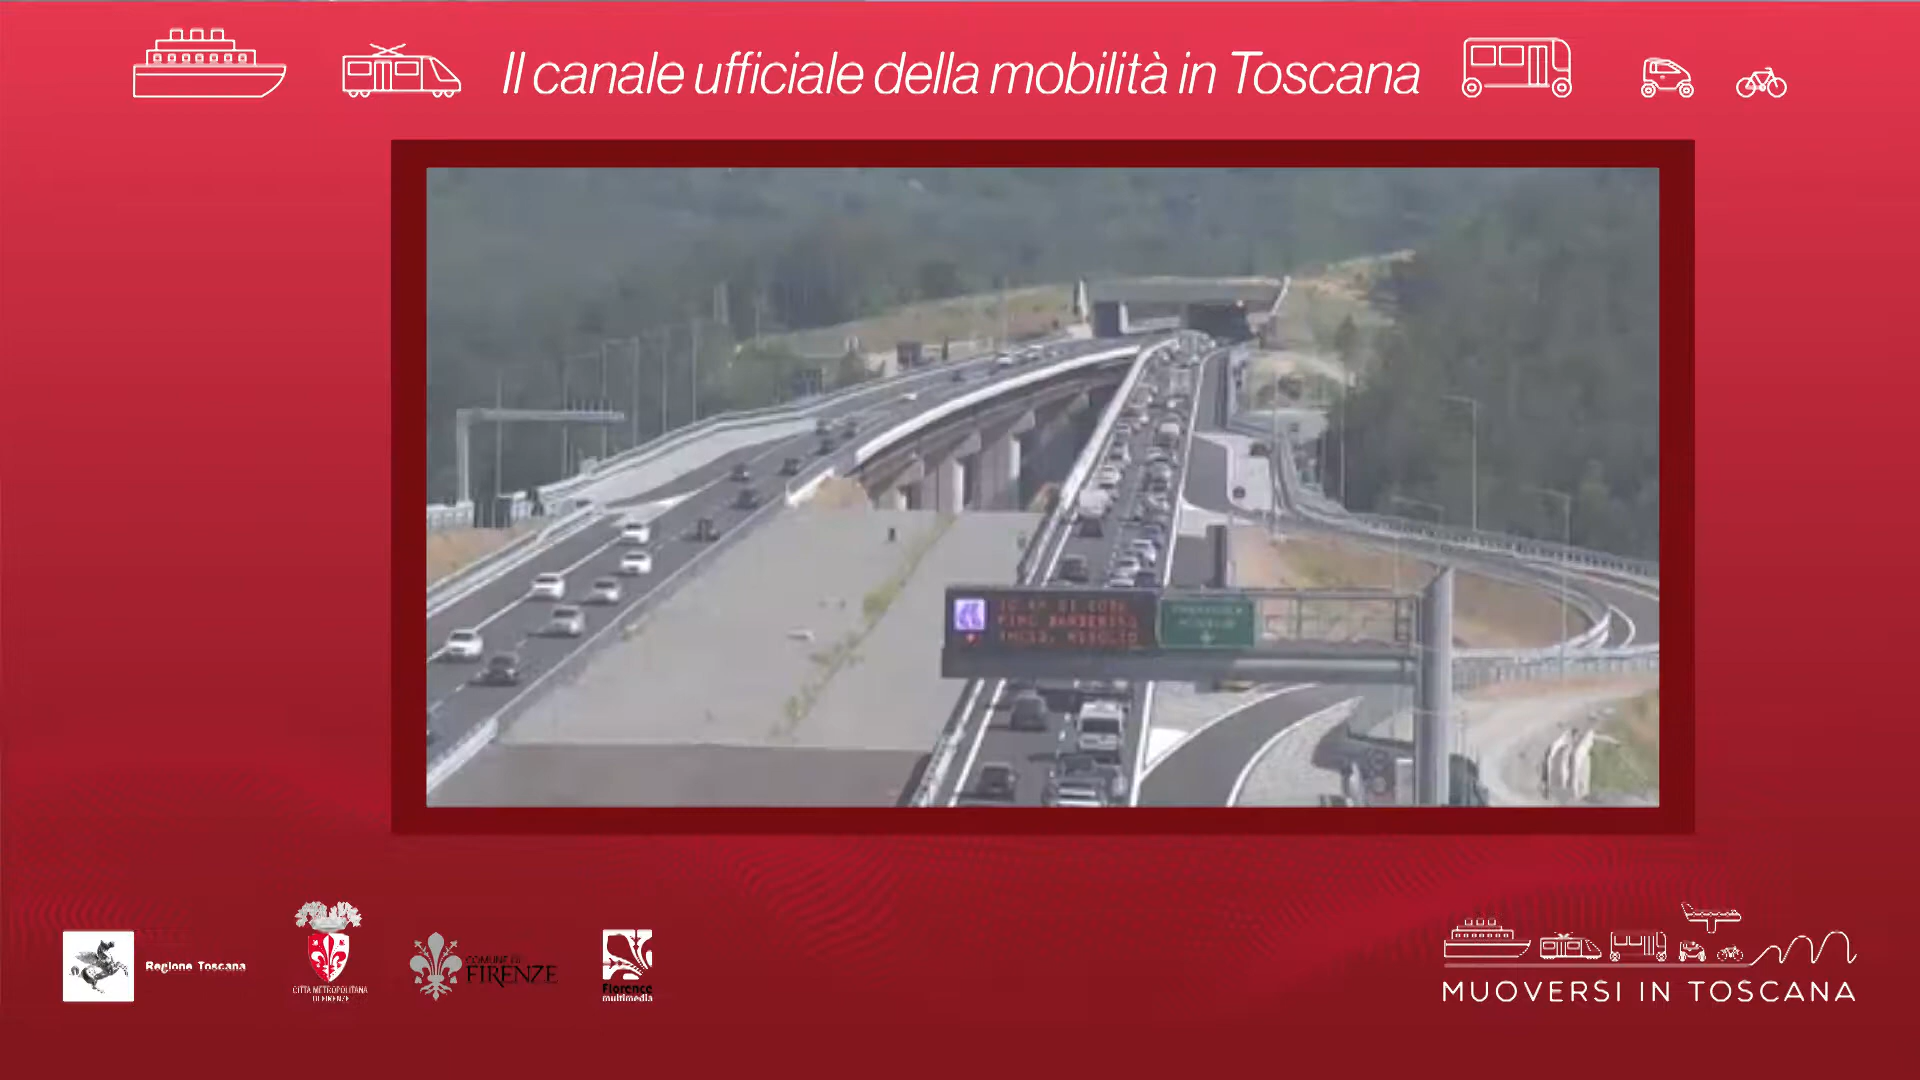 Il canale ufficiale della mobilità in Toscana
Regione Toscana
CITTÀ METROPOLITANA
DI FIRENZE
COMUNE DI
FIRENZE
Florence
multimedia
MUOVERSI IN TOSCANA